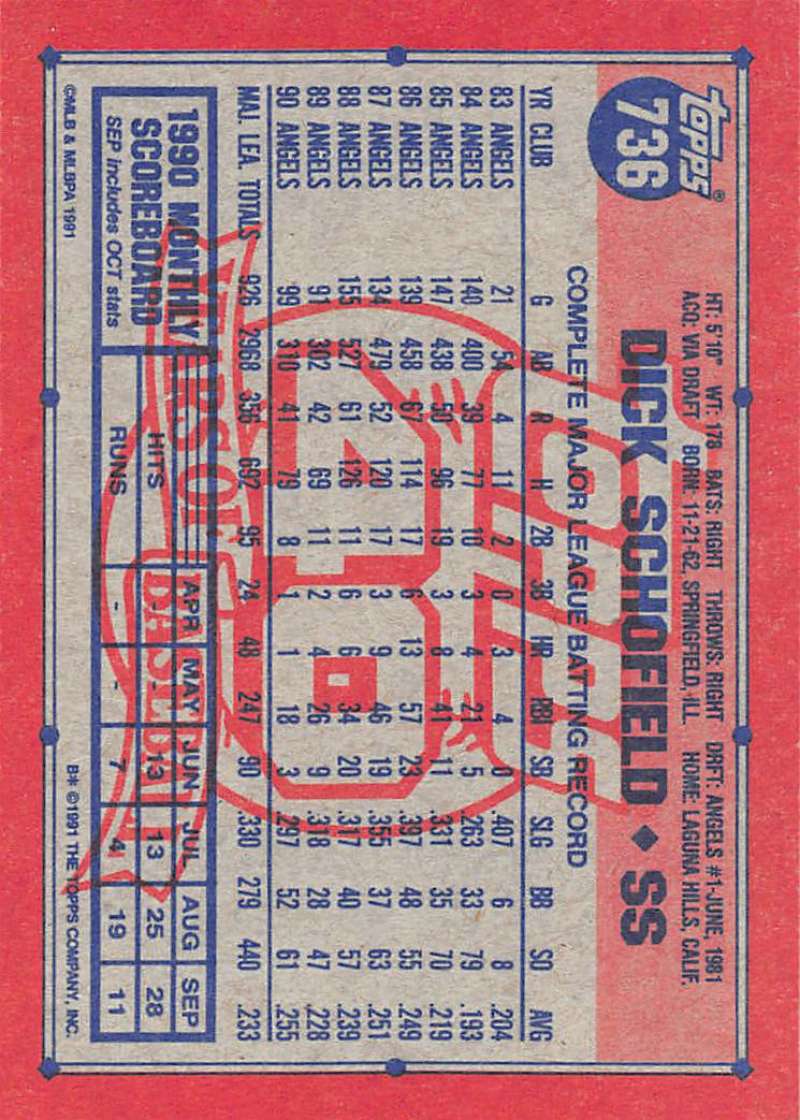 Topps®
736
HT: 5'10" WT: 178 BATS: RIGHT THROWS: RIGHT DRFT: ANGELS #1-JUNE, 1981
ACQ: VIA DRAFT BORN: 11-21-62, SPRINGFIELD, ILL. HOME: LAGUNA HILLS, CALIF.
DICK SCHOFIELD ♦ SS
COMPLETE MAJOR LEAGUE BATTING RECORD
YR CLUB G AB R H 2B 3B HR RBI SB SLG BB SO AVG
83 ANGELS 21 54 4 11 2 0 3 4 0 .407 6 8 .204
84 ANGELS 140 400 39 77 10 3 4 21 5 .263 33 79 .193
85 ANGELS 147 438 50 96 19 3 8 41 11 .331 35 70 .219
86 ANGELS 139 458 67 114 17 6 13 57 23 .397 48 55 .249
87 ANGELS 134 479 52 120 17 3 9 46 19 .355 37 63 .251
88 ANGELS 155 527 61 126 11 6 6 34 20 .317 40 57 .239
89 ANGELS 91 302 42 69 11 2 4 26 9 .318 28 47 .228
90 ANGELS 99 310 41 79 8 1 1 18 3 .297 52 61 .255
MAJ. LEA. TOTALS 926 2968 356 692 95 24 48 247 90 .330 279 440 .233
Topps
40
YEARS OF BASEBALL
1990 MONTHLY
SCOREBOARD
SEP includes OCT stats
APR MAY JUN JUL AUG SEP
HITS - - 13 13 25 28
RUNS - - 7 4 19 11
©MLB & MLBPA 1991
B* ©1991 THE TOPPS COMPANY, INC.